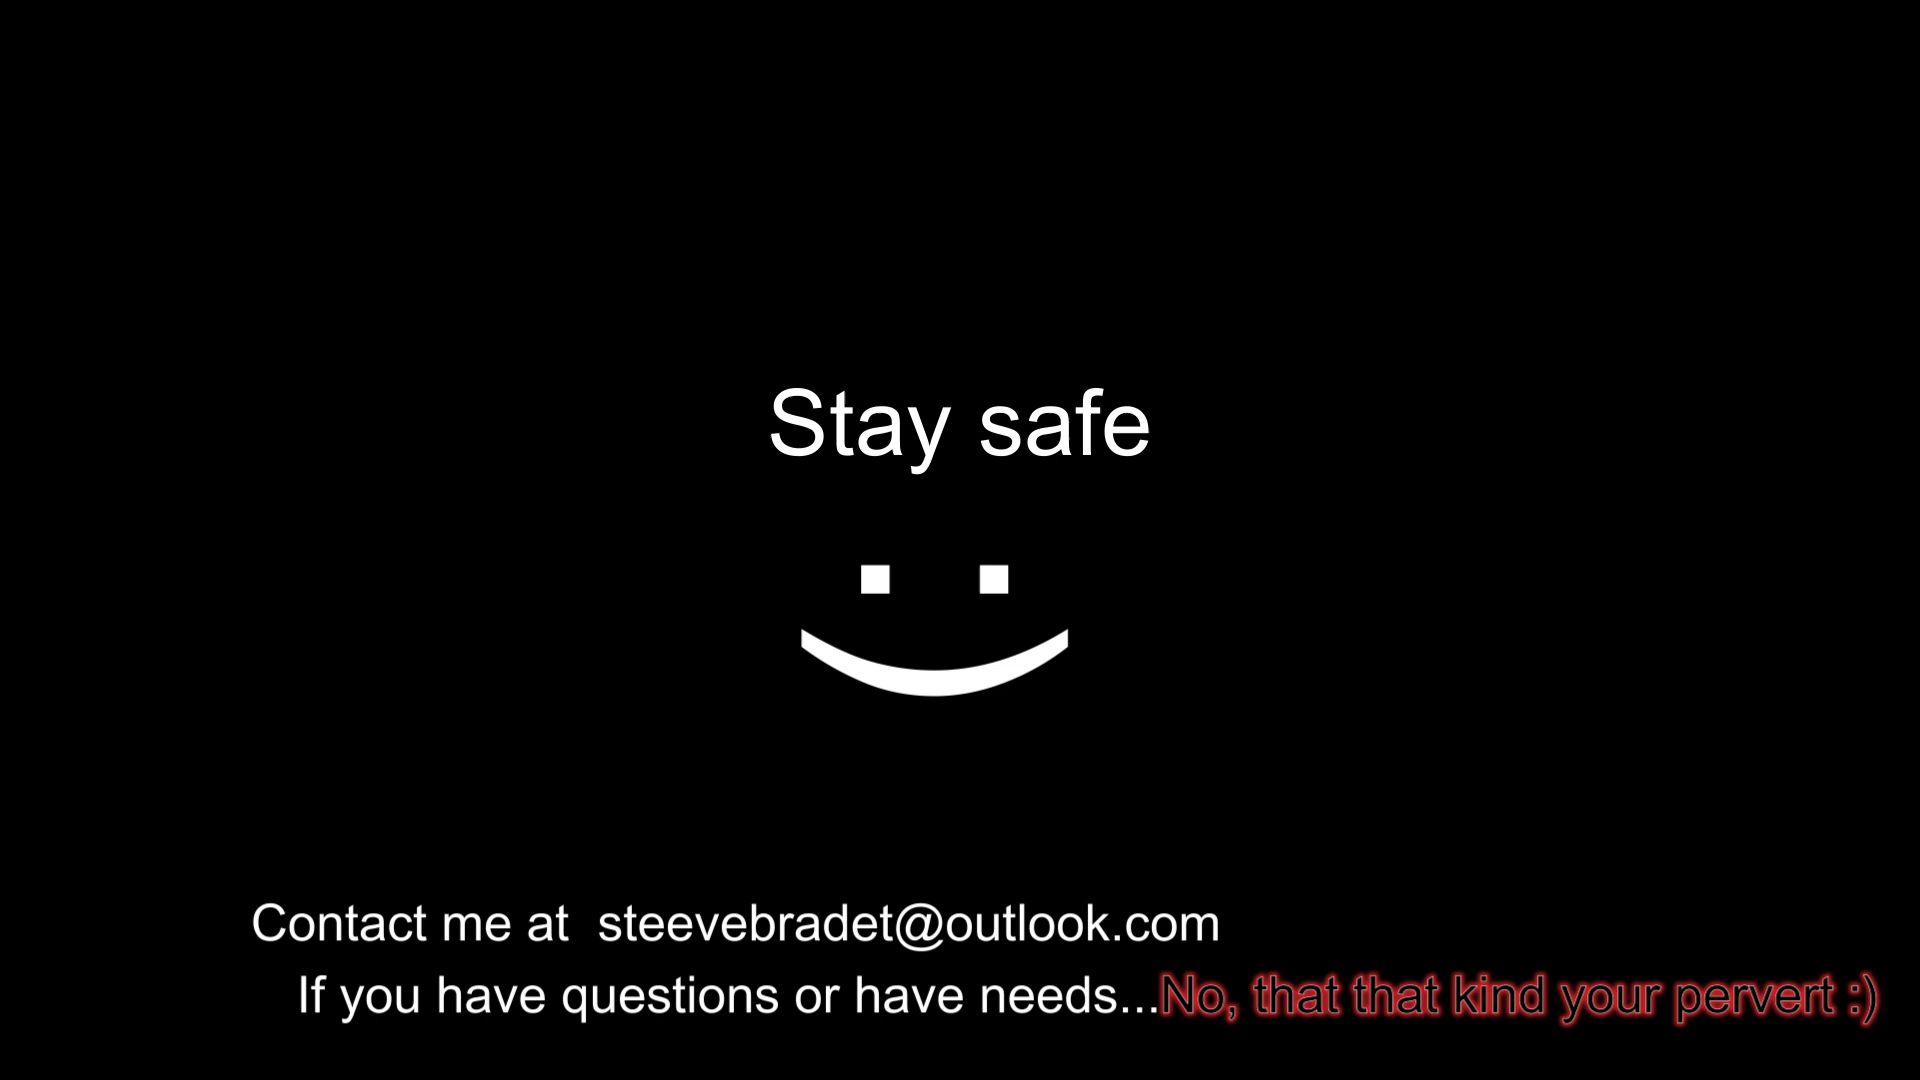 Stay safe
Contact me at steevebradet@outlook.com
If you have questions or have needs...No, that that kind your pervert :)